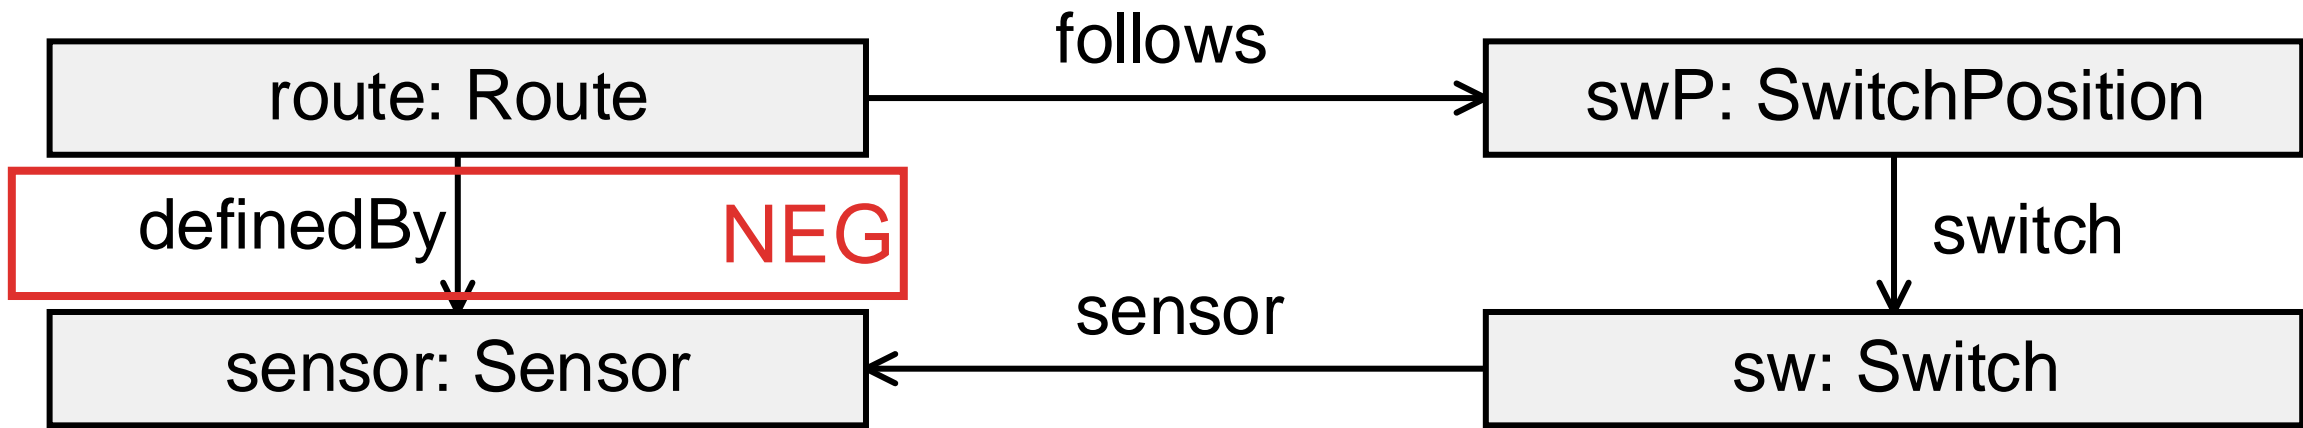 follows
route: Route
swP: SwitchPosition
definedBy
NEG
switch
sensor
sensor: Sensor
sw: Switch